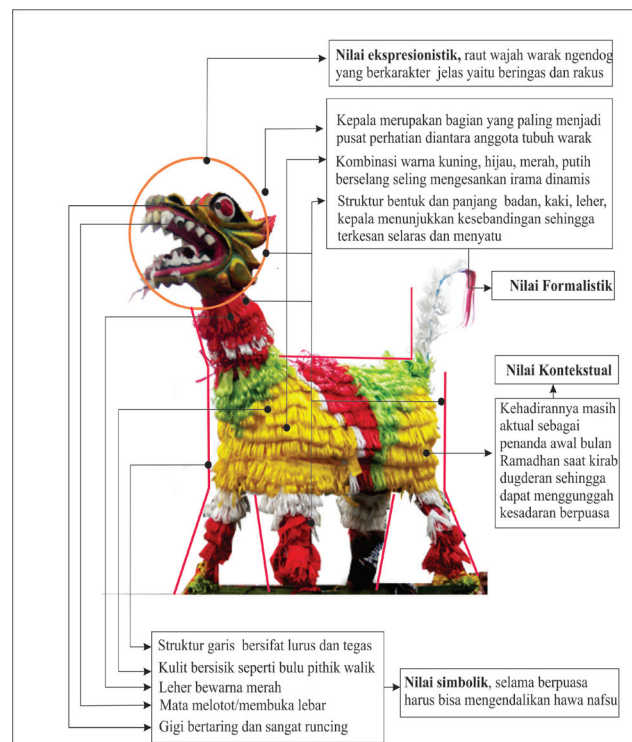 Nilai ekspresionistik, raut wajah warak ngendog
yang berkarakter jelas yaitu beringas dan rakus
Kepala merupakan bagian yang paling menjadi
pusat perhatian diantara anggota tubuh warak
Kombinasi warna kuning, hijau, merah, putih
berselang seling mengesankan irama dinamis
Struktur bentuk dan panjang badan, kaki, leher,
kepala menunjukkan kesebandingan sehingga
terkesan selaras dan menyatu
Nilai Formalistik
Nilai Kontekstual
Kehadirannya masih
aktual sebagai
penanda awal bulan
Ramadhan saat kirab
dugderan sehingga
dapat menggunggah
kesadaran berpuasa
Struktur garis bersifat lurus dan tegas
Kulit bersisik seperti bulu pithik walik
Leher bewarna merah
Mata melotot/membuka lebar
Gigi bertaring dan sangat runcing
Nilai simbolik, selama berpuasa
harus bisa mengendalikan hawa nafsu